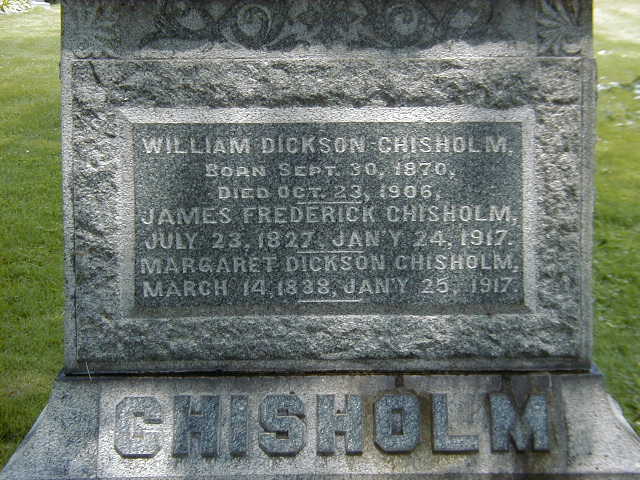 WILLIAM DICKSON CHISHOLM,
BORN SEPT. 30, 1870,
DIED OCT. 23, 1906,
JAMES FREDERICK CHISHOLM,
JULY 23, 1827. JAN'Y 24, 1917.
MARGARET DICKSON CHISHOLM,
MARCH 14, 1838, JAN'Y 25, 1917.
CHISHOLM